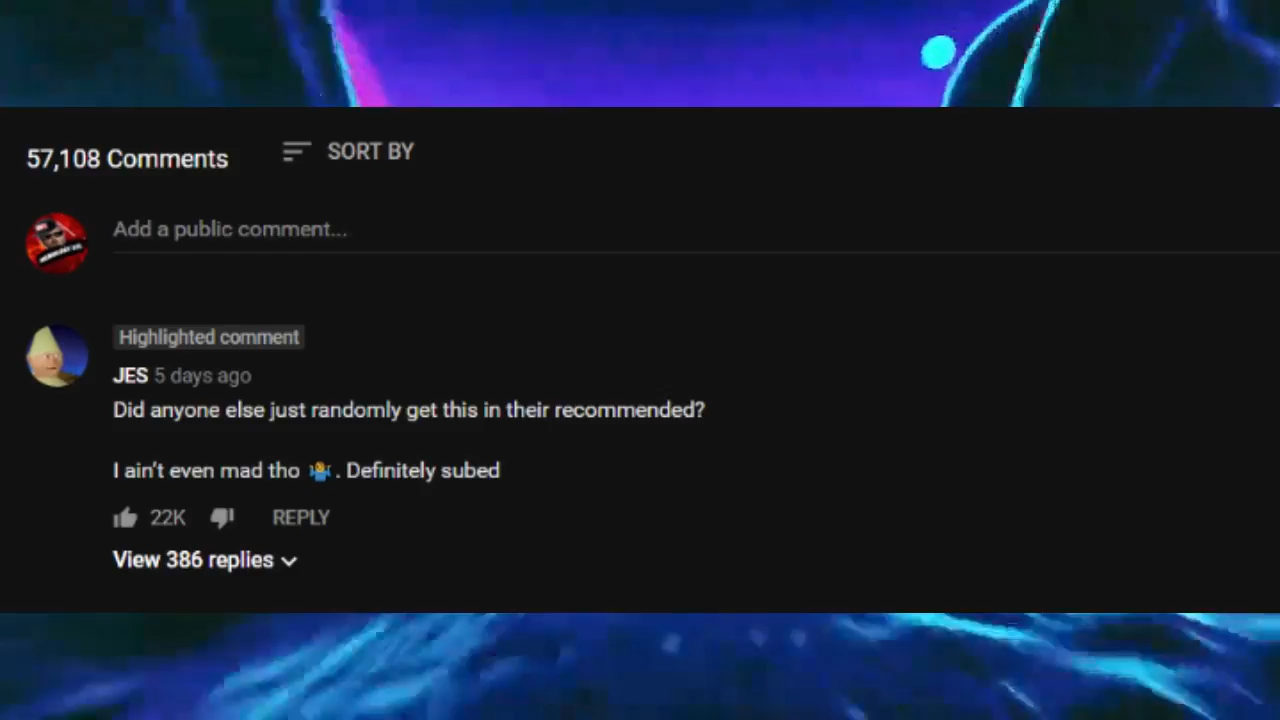 57,108 Comments SORT BY
Add a public comment...
Highlighted comment
JES 5 days ago
Did anyone else just randomly get this in their recommended?
I ain't even mad tho 🤷. Definitely subed
22K REPLY
View 386 replies